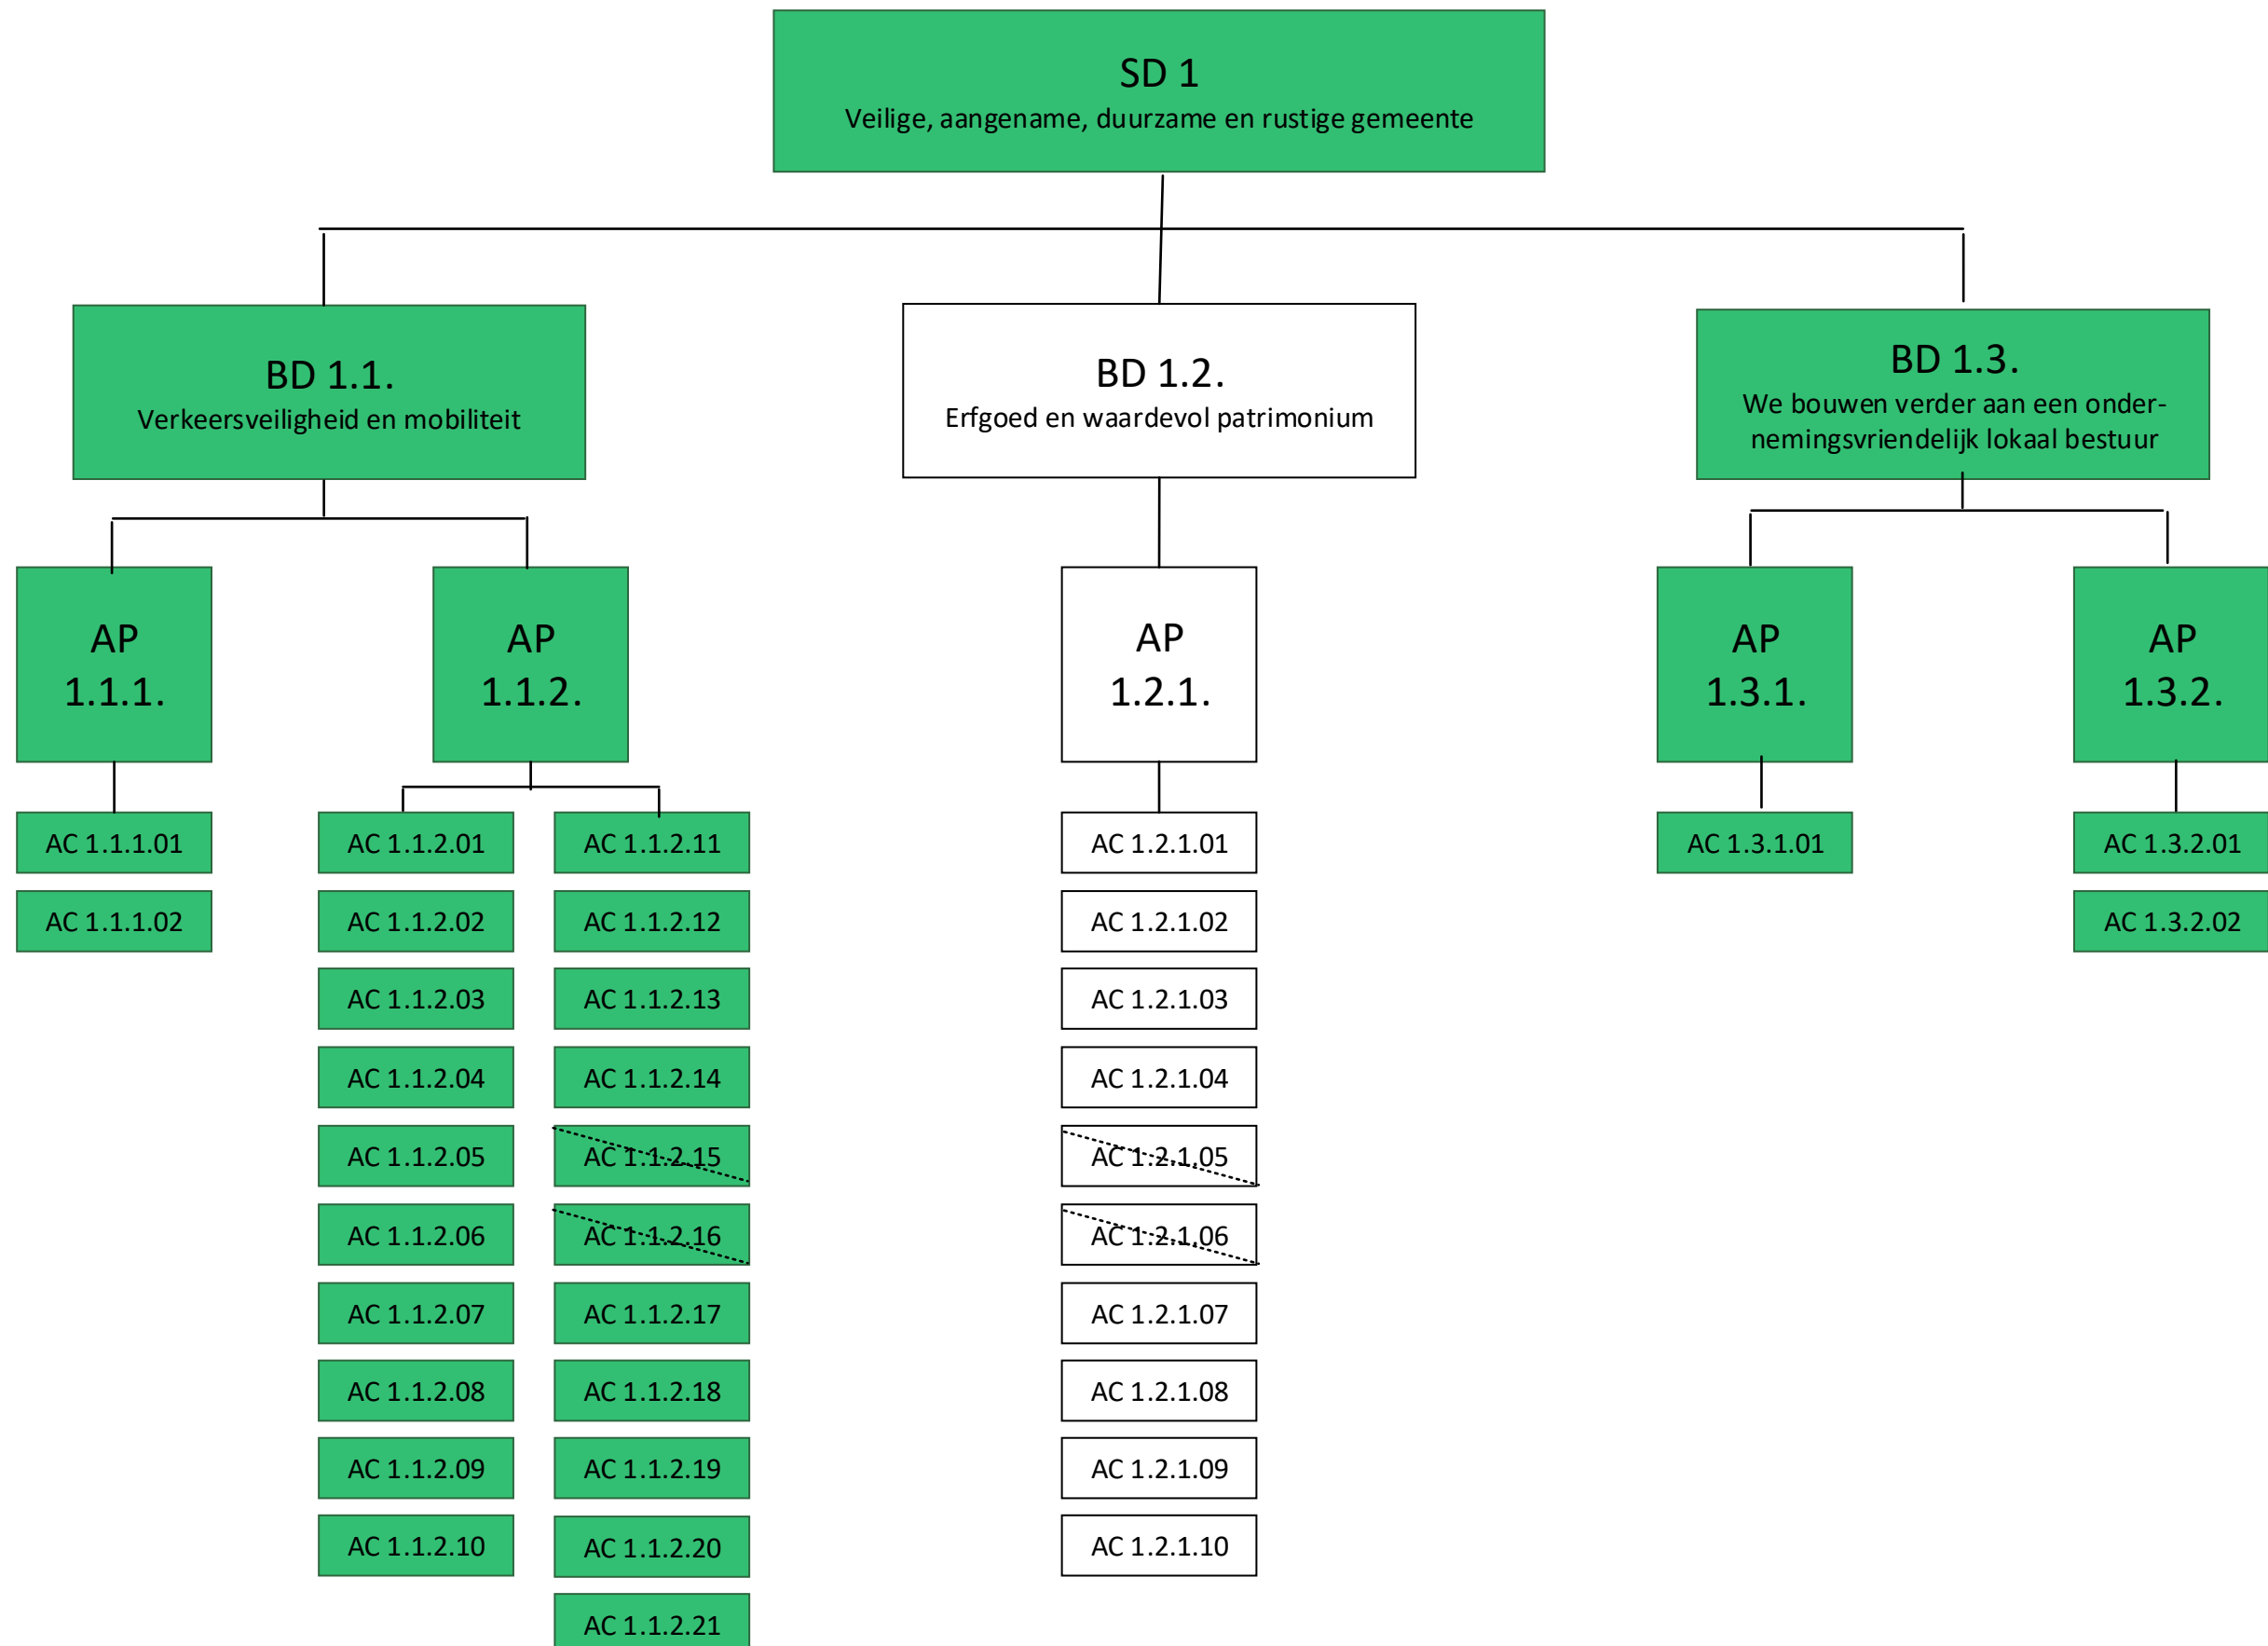 SD 1
Veilige, aangename, duurzame en rustige gemeente
BD 1.1.
Verkeersveiligheid en mobiliteit
BD 1.2.
Erfgoed en waardevol patrimonium
BD 1.3.
We bouwen verder aan een onder-
nemingsvriendelijk lokaal bestuur
AP
1.1.1.
AP
1.1.2.
AP
1.2.1.
AP
1.3.1.
AP
1.3.2.
AC 1.1.1.01
AC 1.1.1.02
AC 1.1.2.01
AC 1.1.2.02
AC 1.1.2.03
AC 1.1.2.04
AC 1.1.2.05
AC 1.1.2.06
AC 1.1.2.07
AC 1.1.2.08
AC 1.1.2.09
AC 1.1.2.10
AC 1.1.2.11
AC 1.1.2.12
AC 1.1.2.13
AC 1.1.2.14
AC 1.1.2.15
AC 1.1.2.16
AC 1.1.2.17
AC 1.1.2.18
AC 1.1.2.19
AC 1.1.2.20
AC 1.1.2.21
AC 1.2.1.01
AC 1.2.1.02
AC 1.2.1.03
AC 1.2.1.04
AC 1.2.1.05
AC 1.2.1.06
AC 1.2.1.07
AC 1.2.1.08
AC 1.2.1.09
AC 1.2.1.10
AC 1.3.1.01
AC 1.3.2.01
AC 1.3.2.02